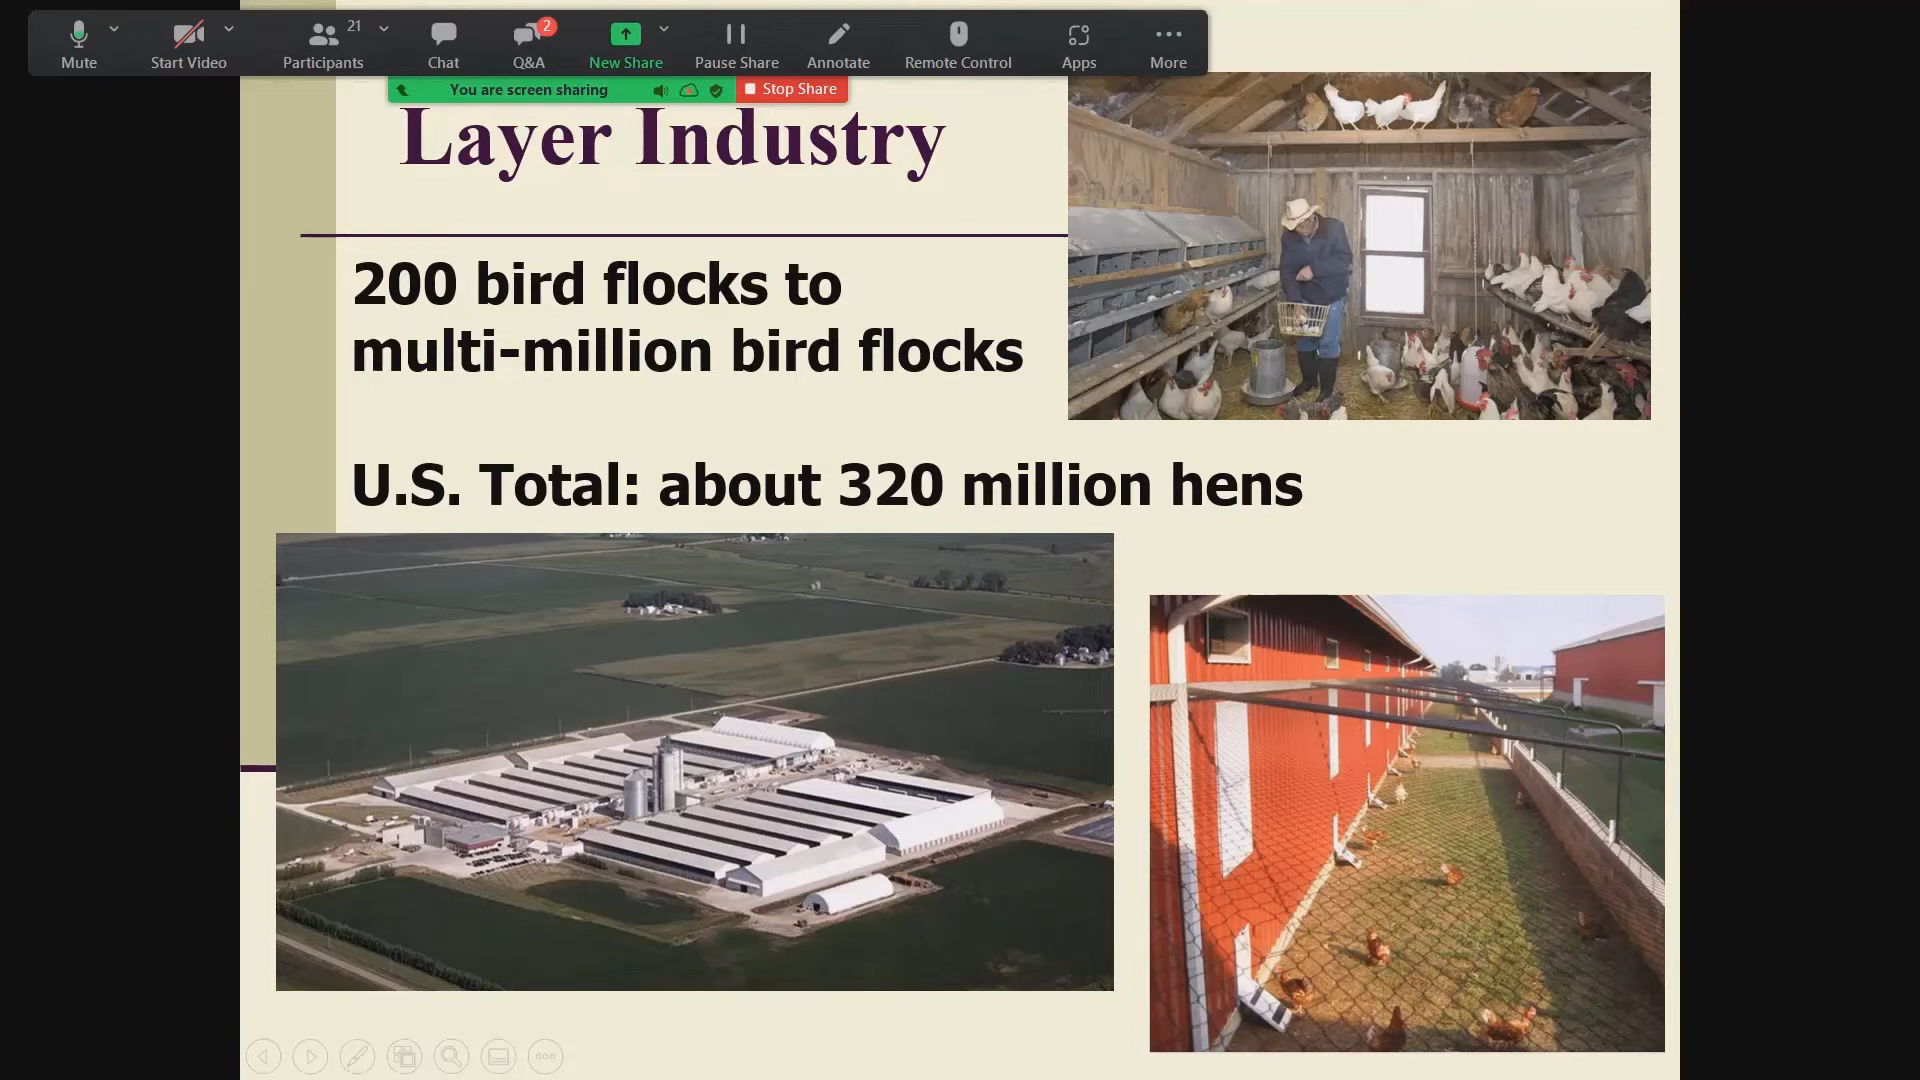 21
2
Mute
Start Video
Participants
Chat
Q&A
New Share
Pause Share
Annotate
Remote Control
Apps
More
You are screen sharing
Stop Share
Layer Industry
200 bird flocks to
multi-million bird flocks
U.S. Total: about 320 million hens